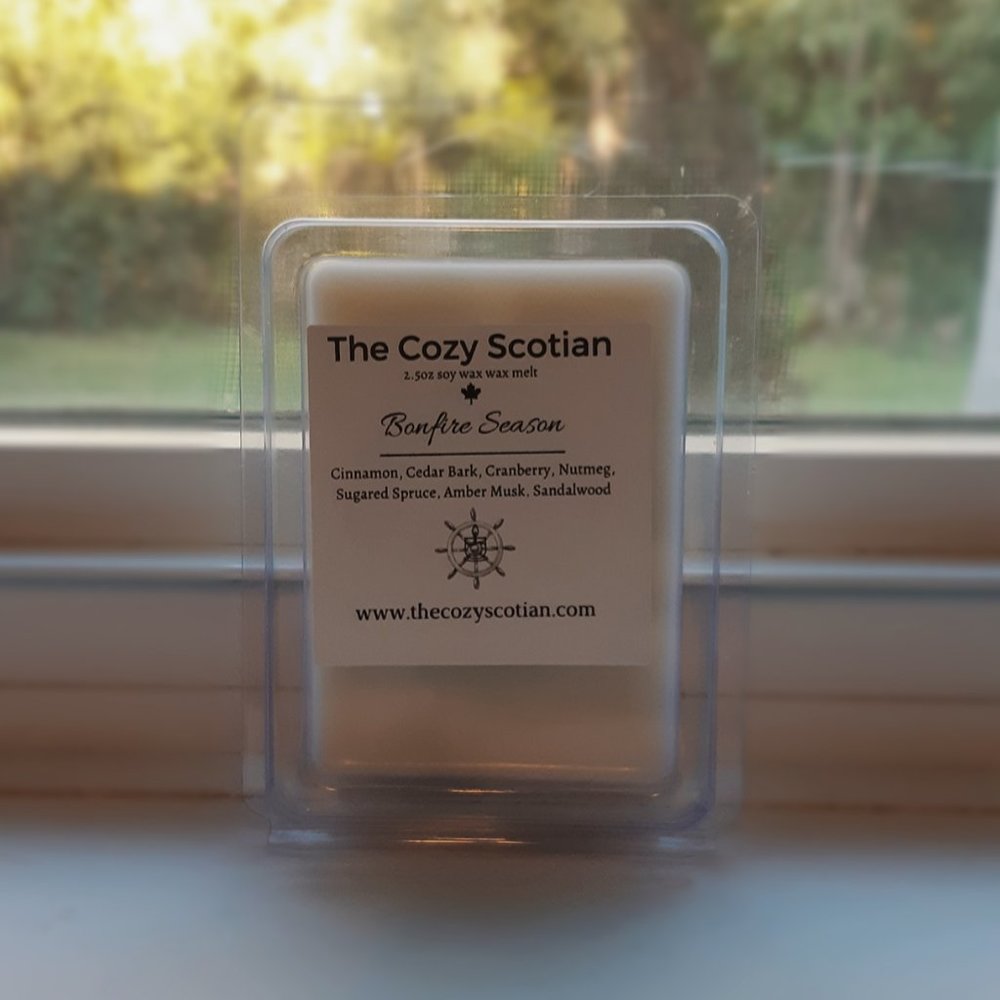 The Cozy Scotian
2.5oz soy wax wax melt
Bonfire Season
Cinnamon, Cedar Bark, Cranberry, Nutmeg,
Sugared Spruce, Amber Musk, Sandalwood
www.thecozyscotian.com